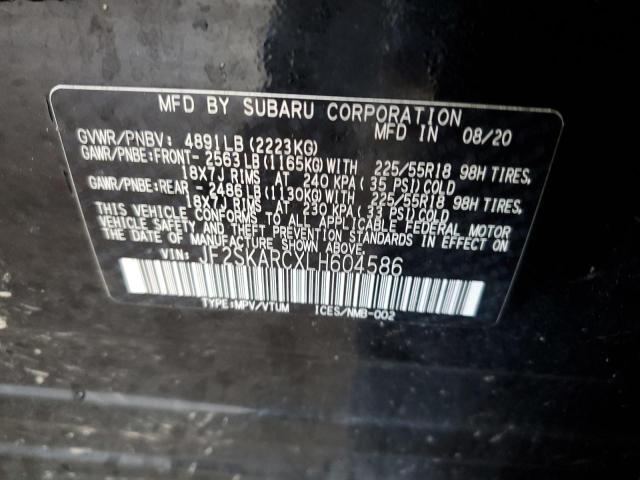 MFD BY SUBARU CORPORATION
MFD IN 08/20
GVWR/PNBV: 4891LB (2223KG)
GAWR/PNBE:FRONT- 2563LB (1165KG)WITH 225/55R18 98H TIRES,
18X7J RIMS AT 240 KPA (35 PSI)COLD
GAWR/PNBE:REAR - 2486LB (1130KG)WITH 225/55R18 98H TIRES,
18X7J RIMS AT 230 KPA (33 PSI)COLD
THIS VEHICLE CONFORMS TO ALL APPLICABLE FEDERAL MOTOR
VEHICLE SAFETY AND THEFT PREVENTION STANDARDS IN EFFECT ON
THE DATE OF MANUFACTURE SHOWN ABOVE.
VIN: JF2SKARCXLH604586
TYPE:MPV/VTUM ICES/NMB-002